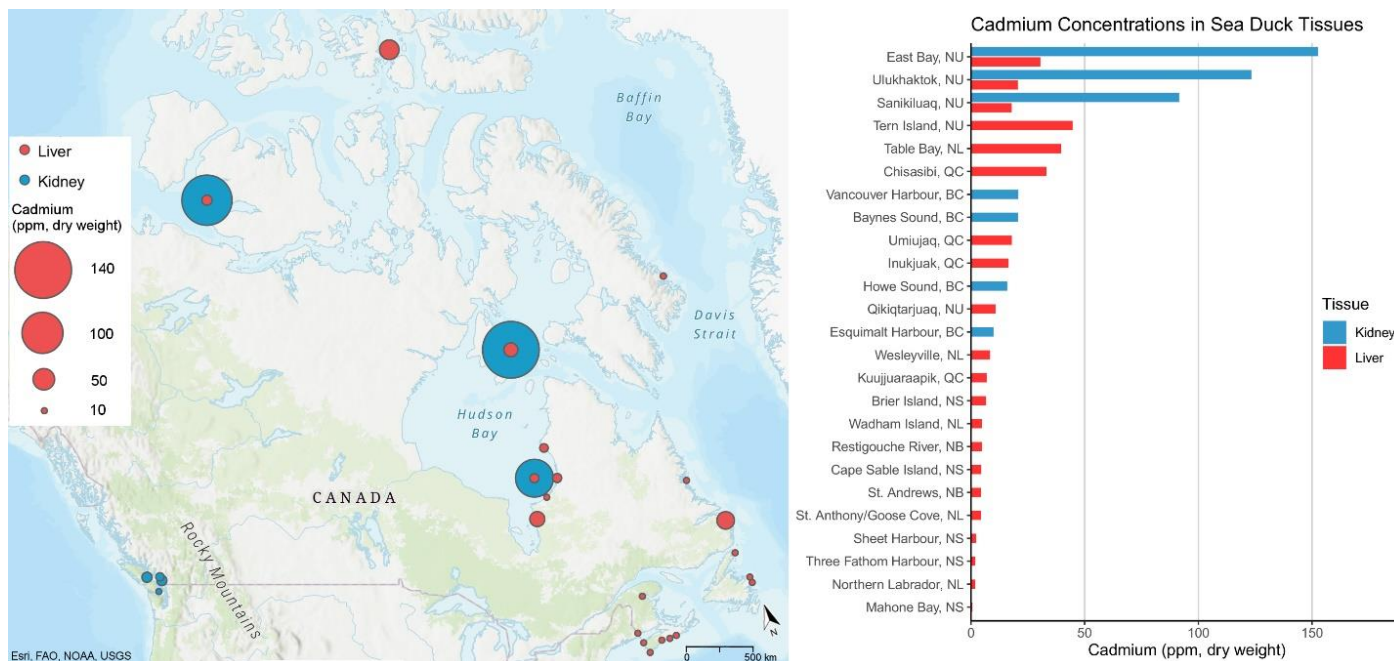 Baffin
Bay
Liver
Kidney
Cadmium
(ppm, dry weight)
140
100
50
10
Davis
Strait
Hudson
Bay
CANADA
Rocky Mountains
N
0 500 km
Esri, FAO, NOAA, USGS
Cadmium Concentrations in Sea Duck Tissues
East Bay, NU
Ulukhaktok, NU
Sanikiluaq, NU
Tern Island, NU
Table Bay, NL
Chisasibi, QC
Vancouver Harbour, BC
Baynes Sound, BC
Umiujaq, QC
Inukjuak, QC
Howe Sound, BC
Qikiqtarjuaq, NU
Esquimalt Harbour, BC
Wesleyville, NL
Kuujjuaraapik, QC
Brier Island, NS
Wadham Island, NL
Restigouche River, NB
Cape Sable Island, NS
St. Andrews, NB
St. Anthony/Goose Cove, NL
Sheet Harbour, NS
Three Fathom Harbour, NS
Northern Labrador, NL
Mahone Bay, NS
Tissue
Kidney
Liver
0 50 100 150
Cadmium (ppm, dry weight)